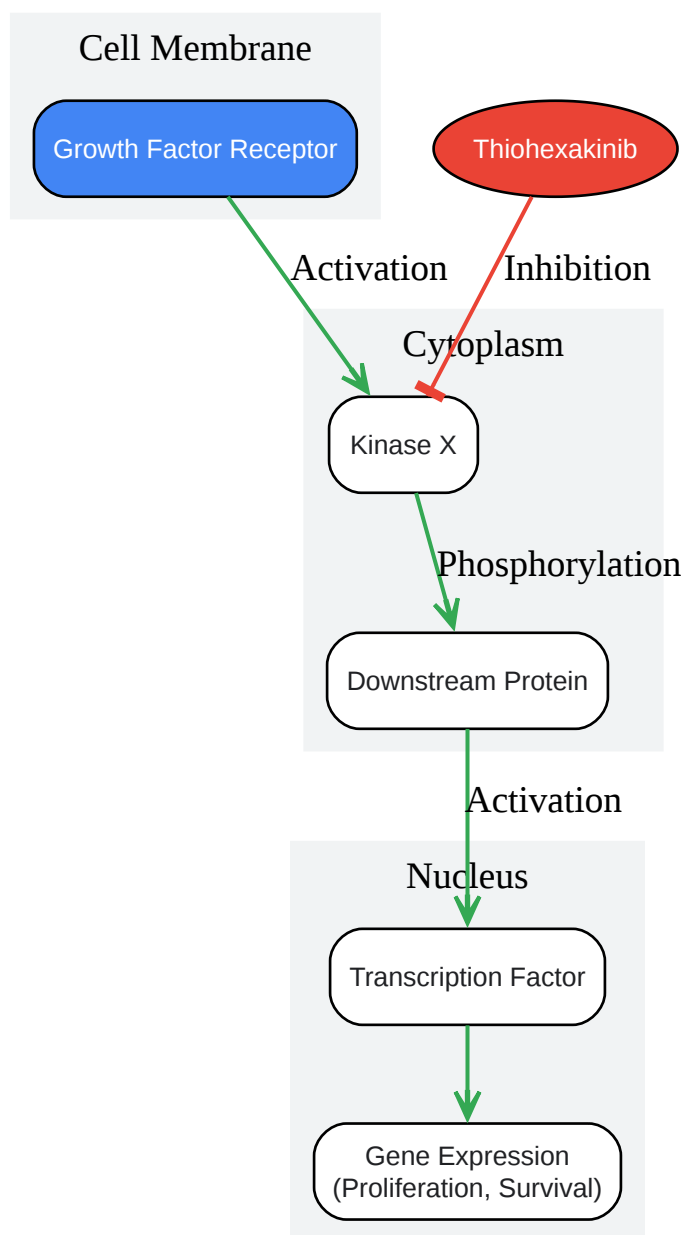 Cell Membrane
Growth Factor Receptor
Thiohexakinib
Activation
Inhibition
Cytoplasm
Kinase X
Phosphorylation
Downstream Protein
Activation
Nucleus
Transcription Factor
Gene Expression
(Proliferation, Survival)